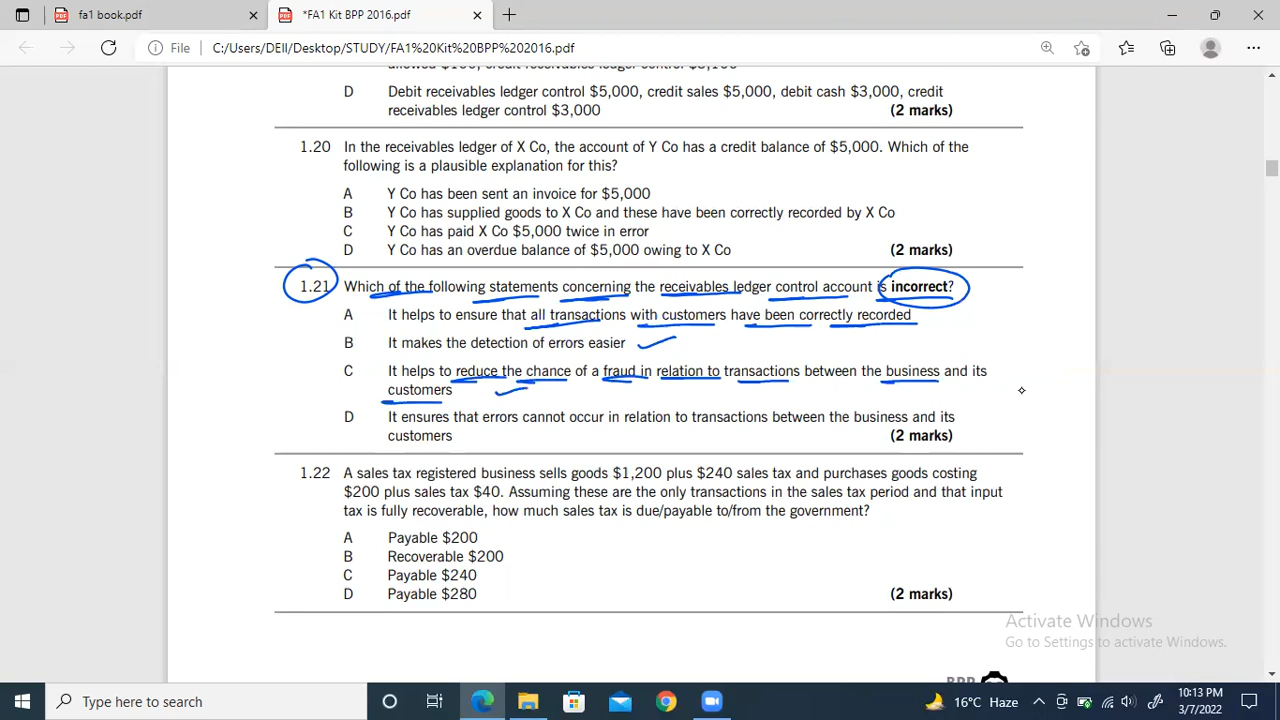 fa1 book.pdf
*FA1 Kit BPP 2016.pdf
File
C:/Users/DEll/Desktop/STUDY/FA1%20Kit%20BPP%202016.pdf
D Debit receivables ledger control $5,000, credit sales $5,000, debit cash $3,000, credit
receivables ledger control $3,000 (2 marks)
1.20 In the receivables ledger of X Co, the account of Y Co has a credit balance of $5,000. Which of the
following is a plausible explanation for this?
A Y Co has been sent an invoice for $5,000
B Y Co has supplied goods to X Co and these have been correctly recorded by X Co
C Y Co has paid X Co $5,000 twice in error
D Y Co has an overdue balance of $5,000 owing to X Co (2 marks)
1.21 Which of the following statements concerning the receivables ledger control account is incorrect?
A It helps to ensure that all transactions with customers have been correctly recorded
B It makes the detection of errors easier
C It helps to reduce the chance of a fraud in relation to transactions between the business and its
customers
D It ensures that errors cannot occur in relation to transactions between the business and its
customers (2 marks)
1.22 A sales tax registered business sells goods $1,200 plus $240 sales tax and purchases goods costing
$200 plus sales tax $40. Assuming these are the only transactions in the sales tax period and that input
tax is fully recoverable, how much sales tax is due/payable to/from the government?
A Payable $200
B Recoverable $200
C Payable $240
D Payable $280 (2 marks)
Activate Windows
Go to Settings to activate Windows.
Type here to search
16°C Haze
10:13 PM
3/7/2022